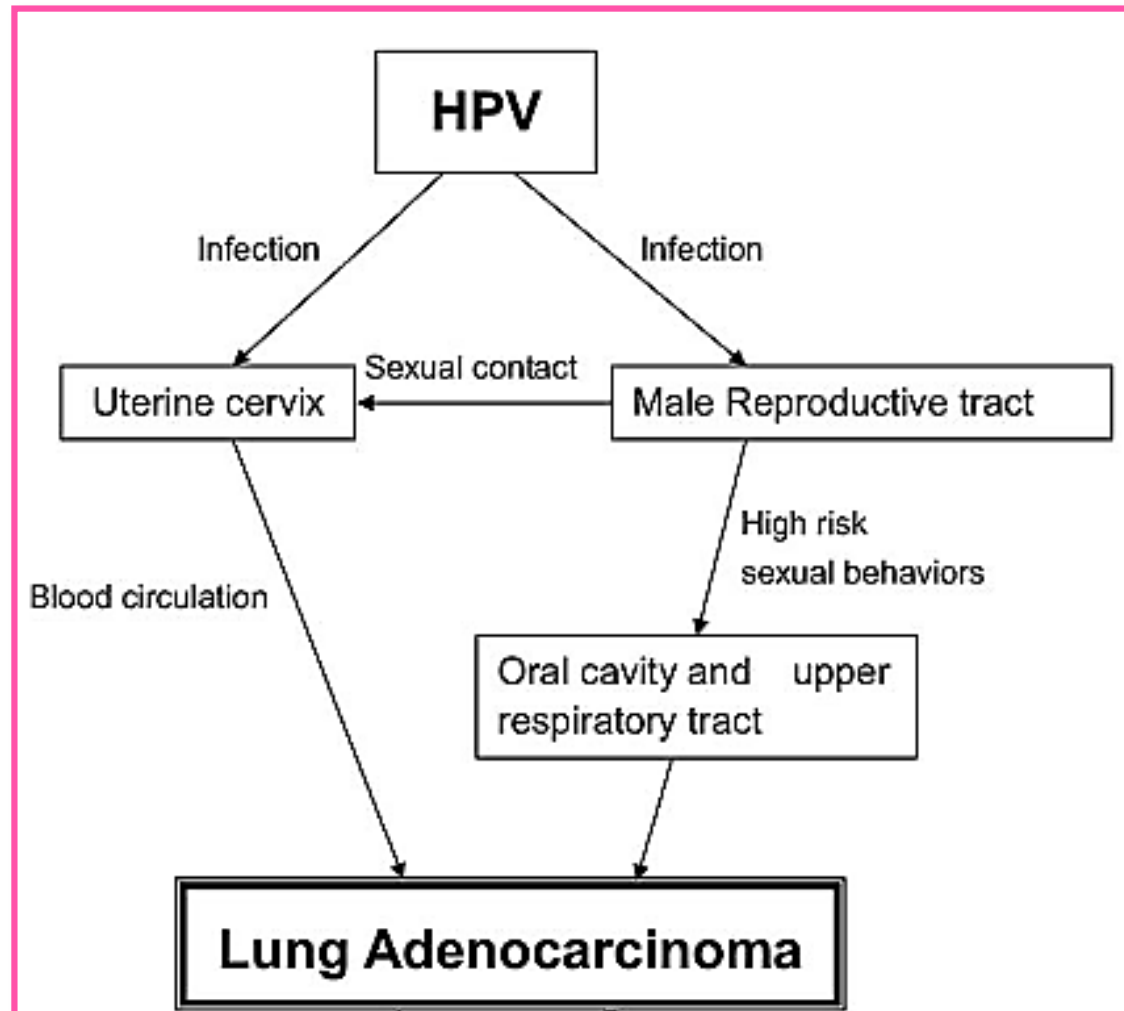 HPV
Infection
Infection
Sexual contact
Uterine cervix
Male Reproductive tract
High risk
sexual behaviors
Blood circulation
Oral cavity and upper
respiratory tract
Lung Adenocarcinoma